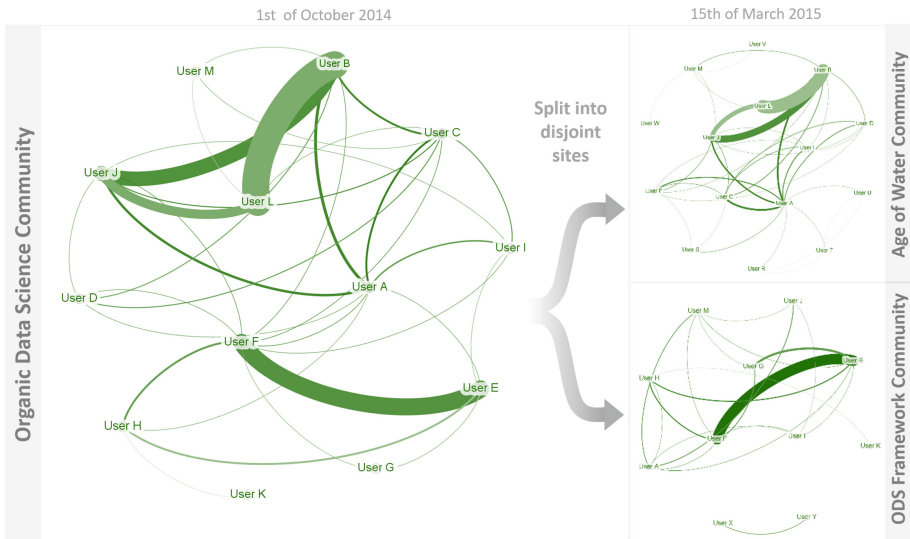 1st of October 2014
15th of March 2015
Organic Data Science Community
User M
User B
User C
User J
User L
User I
User A
User D
User F
User E
User H
User G
User K
Split into
disjoint
sites
Age of Water Community
User V
User M
User B
User L
User W
User D
User J
User I
User F
User C
User A
User U
User S
User T
User R
ODS Framework Community
User J
User M
User E
User G
User H
User F
User I
User K
User A
User X
User Y